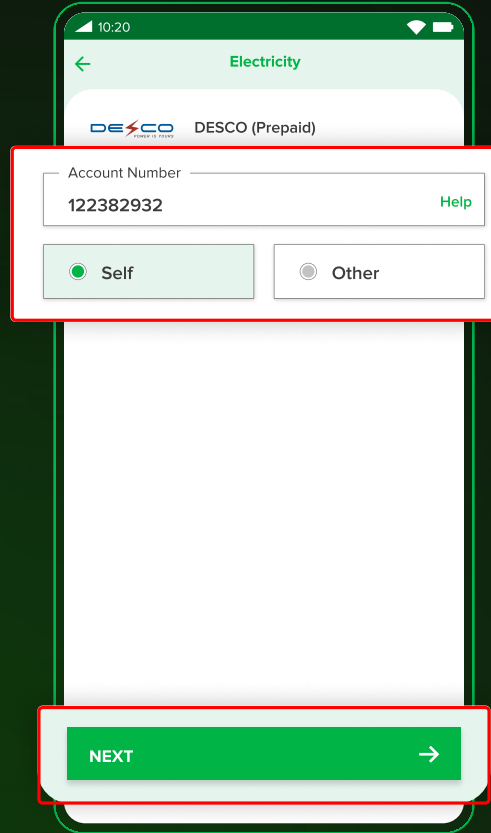 10:20
Electricity
DESCO
POWER IS YOURS
DESCO (Prepaid)
Account Number
122382932
Help
Self
Other
NEXT